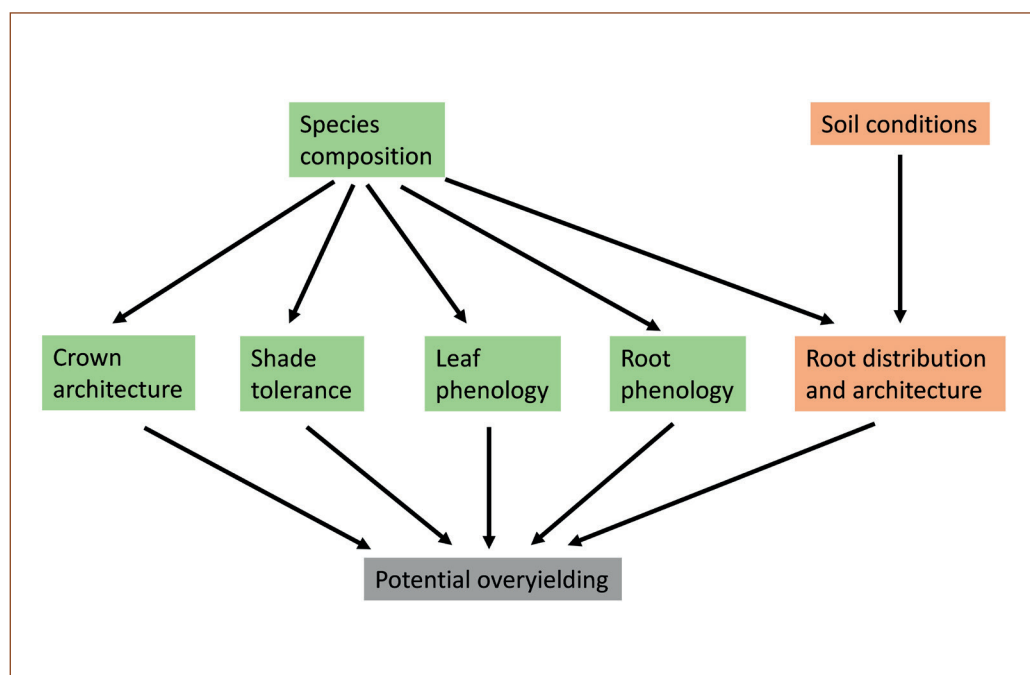 Species
composition
Soil conditions
Crown
architecture
Shade
tolerance
Leaf
phenology
Root
phenology
Root distribution
and architecture
Potential overyielding